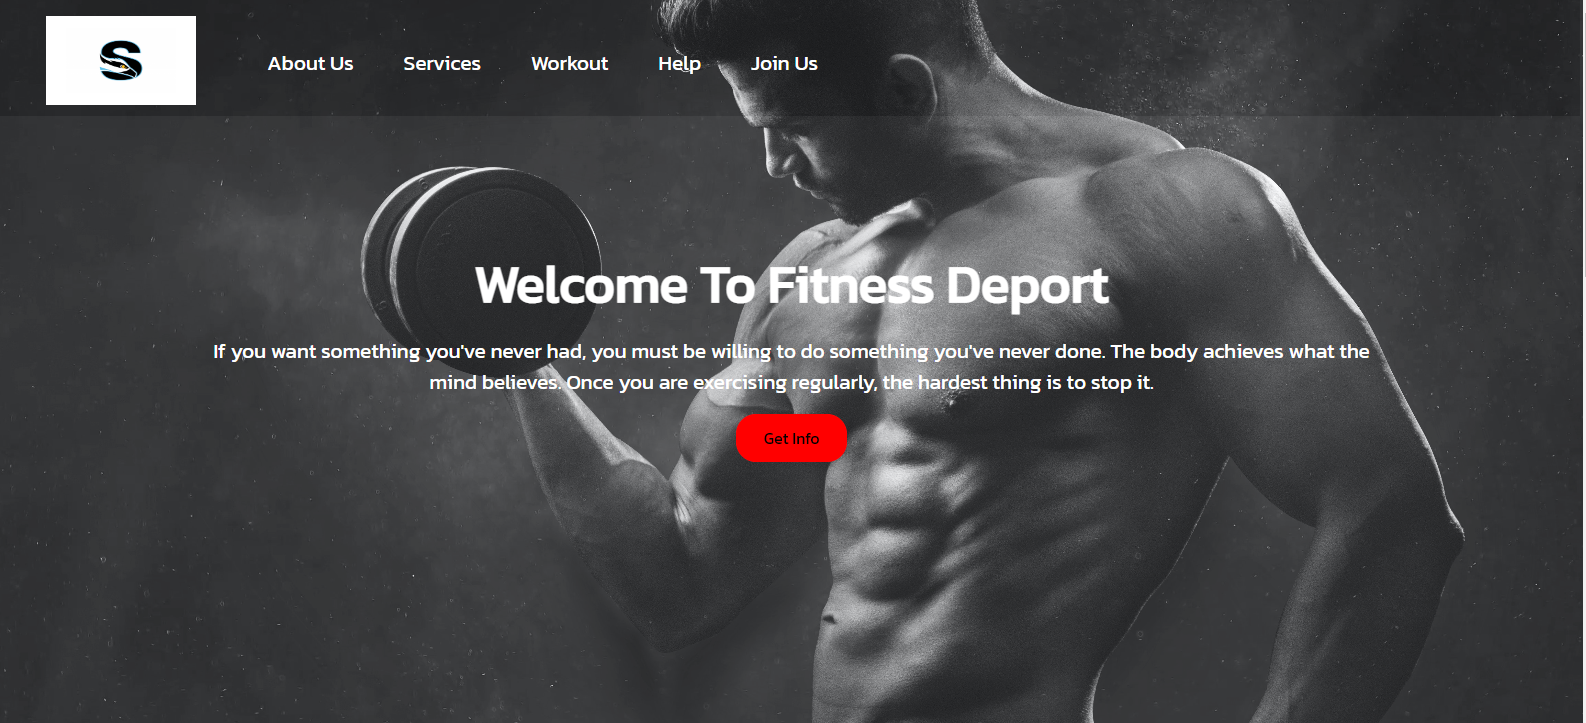 S
About Us Services Workout Help Join Us
Welcome To Fitness Deport
If you want something you've never had, you must be willing to do something you've never done. The body achieves what the
mind believes. Once you are exercising regularly, the hardest thing is to stop it.
Get Info